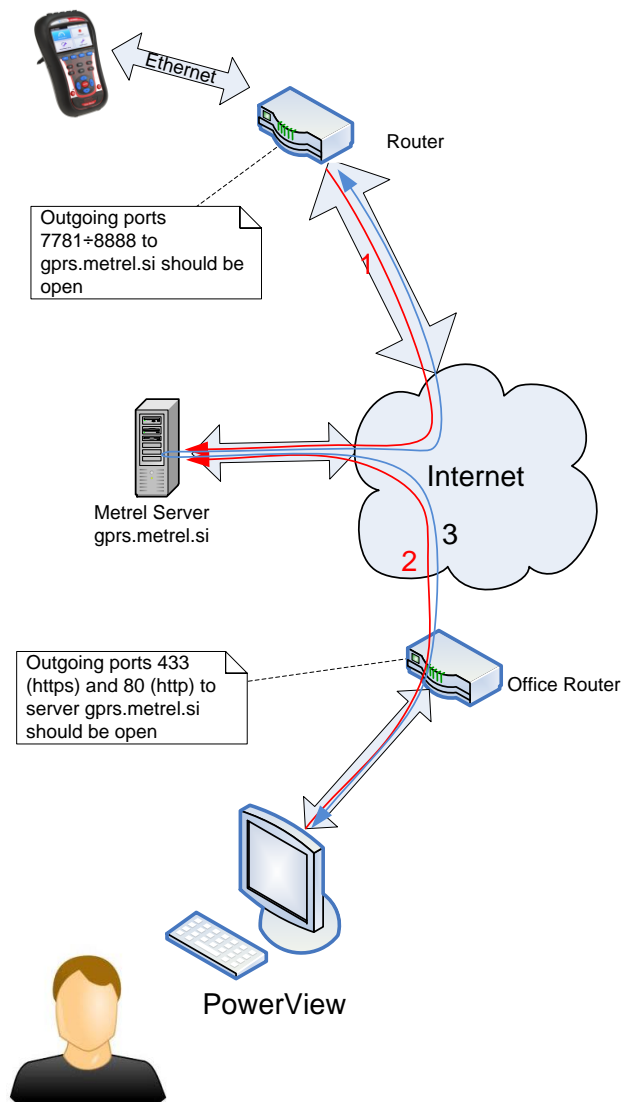 Ethernet
Router
Outgoing ports
7781÷8888 to
gprs.metrel.si should be
open
1
Metrel Server
gprs.metrel.si
Internet
3
2
Outgoing ports 433
(https) and 80 (http) to
server gprs.metrel.si
should be open
Office Router
PowerView